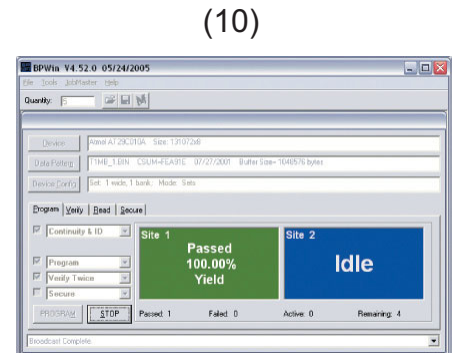 (10)
BPWin V4.52.0 05/24/2005
File Tools JobMaster Help
Quantity: 5
Device Atmel AT29C010A Size: 131072x8
Data Pattern T1MB_1.BIN CSUM=FEA91E 07/27/2001 Buffer Size= 1048576 bytes
Device Config Set: 1 wide, 1 bank; Mode: Sets
Program Verify Read Secure
Continuity & ID
Program
Verify Twice
Secure
Site 1
Passed
100.00%
Yield
Site 2
Idle
PROGRAM STOP Passed: 1 Failed: 0 Active: 0 Remaining: 4
Broadcast Complete.